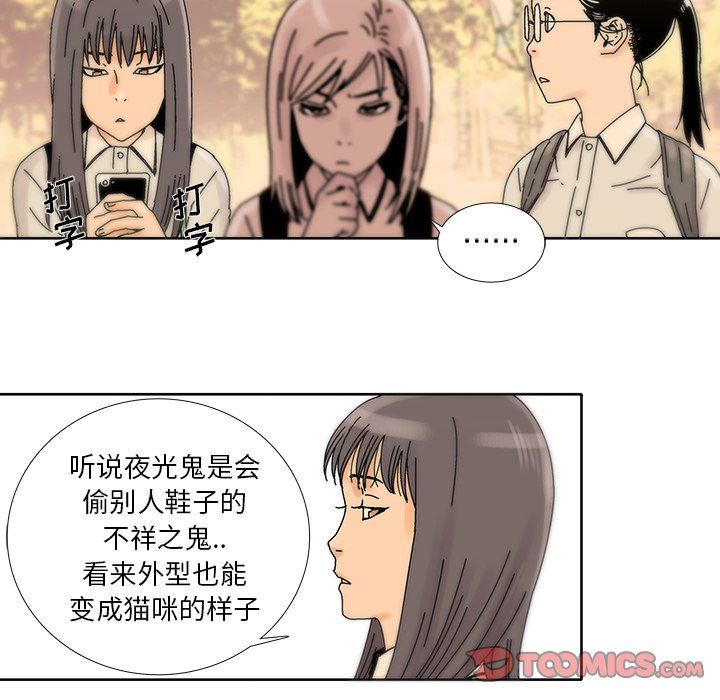 打字
打字
......
听说夜光鬼是会
偷别人鞋子的
不祥之鬼..
看来外型也能
变成猫咪的样子
TOOMICS.COM